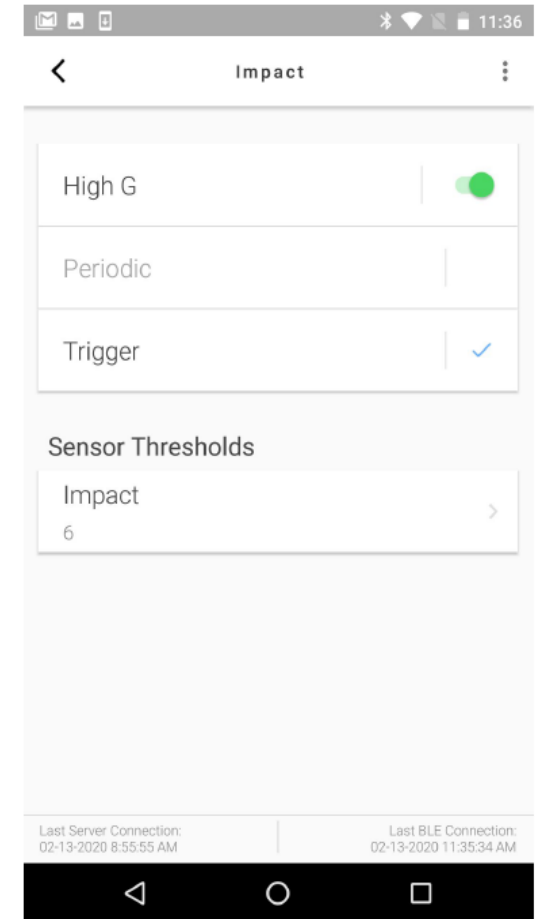 11:36
Impact
High G
Periodic
Trigger
Sensor Thresholds
Impact
6
Last Server Connection:
02-13-2020 8:55:55 AM
Last BLE Connection:
02-13-2020 11:35:34 AM